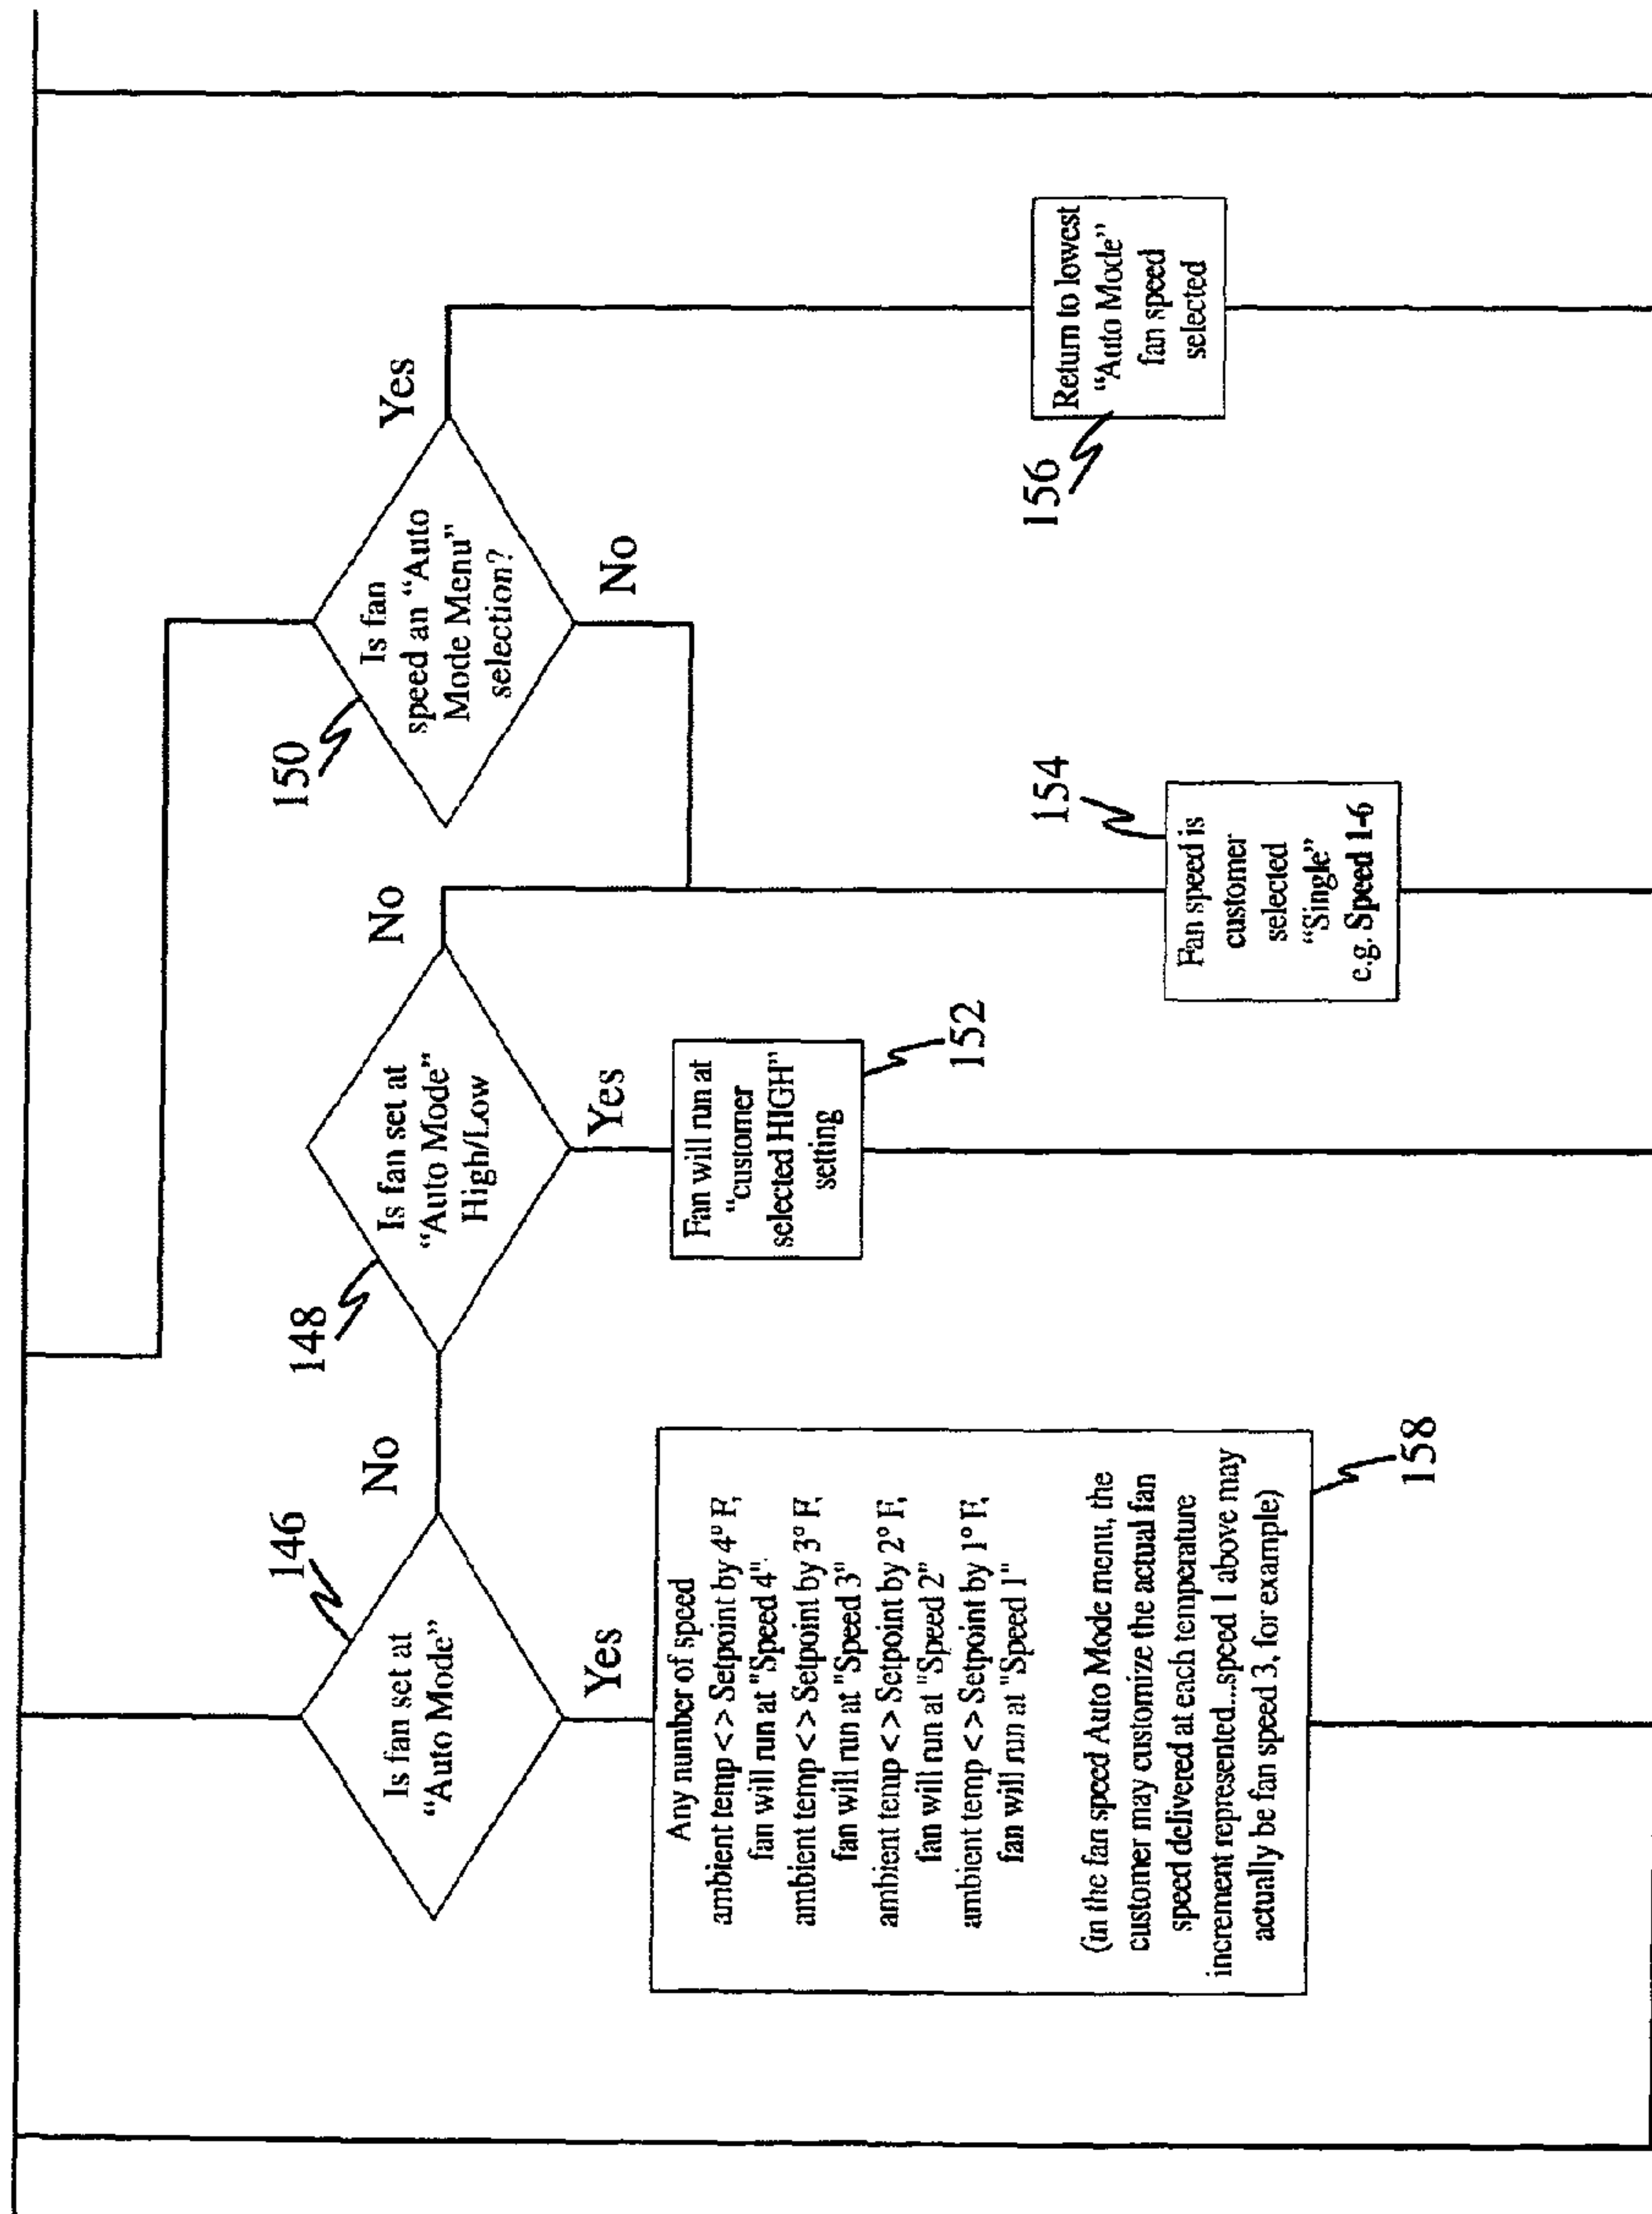 146
Is fan set at
“Auto Mode”
No
Yes
148
Is fan set at
“Auto Mode”
High/Low
No
Yes
150
Is fan
speed an “Auto
Mode Menu”
selection?
Yes
No
Any number of speed
ambient temp < > Setpoint by 4° F,
fan will run at "Speed 4".
ambient temp < > Setpoint by 3° F,
fan will run at "Speed 3"
ambient temp < > Setpoint by 2° F,
fan will run at "Speed 2"
ambient temp < > Setpoint by 1° F,
fan will run at "Speed 1"
(in the fan speed Auto Mode menu, the
customer may customize the actual fan
speed delivered at each temperature
increment represented...speed 1 above may
actually be fan speed 3, for example)
158
Fan will run at
“customer
selected HIGH”
setting
152
154
Fan speed is
customer
selected
“Single”
e.g. Speed 1-6
156
Return to lowest
“Auto Mode”
fan speed
selected